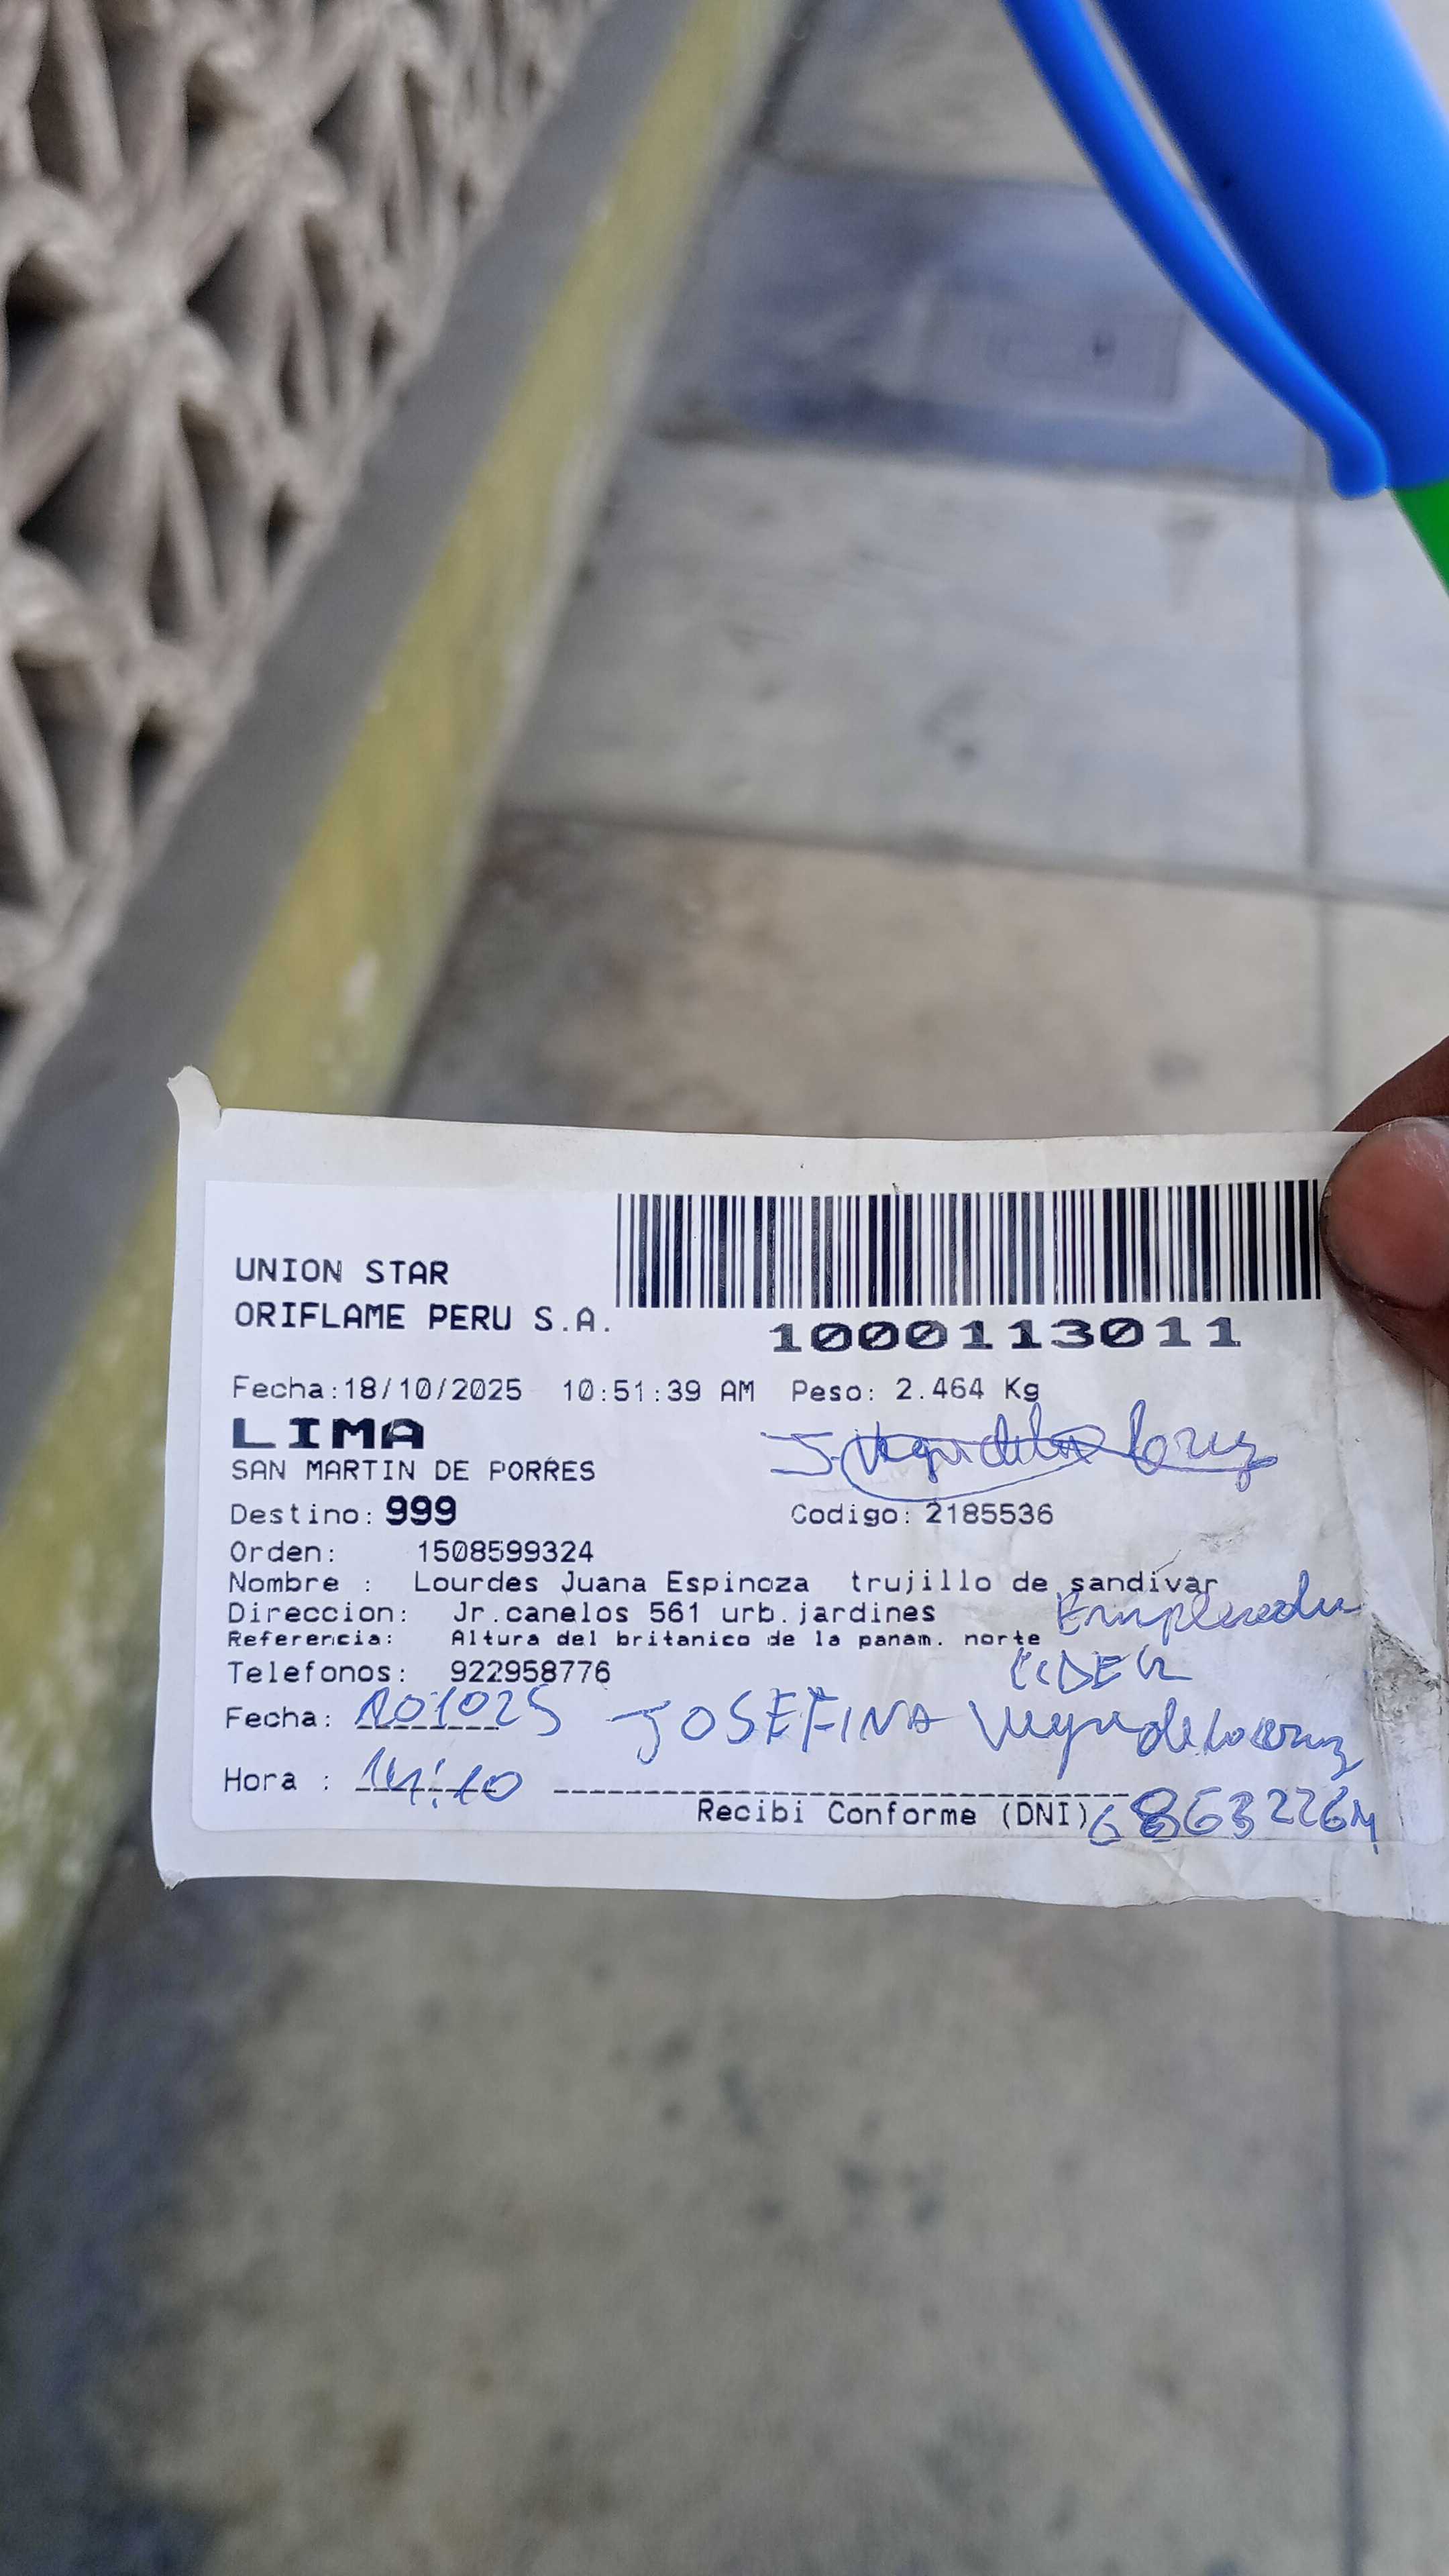 UNION STAR
ORIFLAME PERU S.A.
1000113011
Fecha:18/10/2025 10:51:39 AM Peso: 2.464 Kg
LIMA
SAN MARTIN DE PORRES
Destino: 999 Codigo: 2185536
Orden: 1508599324
Nombre : Lourdes Juana Espinoza trujillo de sandivar
Direccion: Jr.canelos 561 urb.jardines
Referencia: Altura del britanico de la panam. norte
Telefonos: 922958776
Fecha: JOSEFINA
Hora : 14:10
Recibi Conforme (DNI)